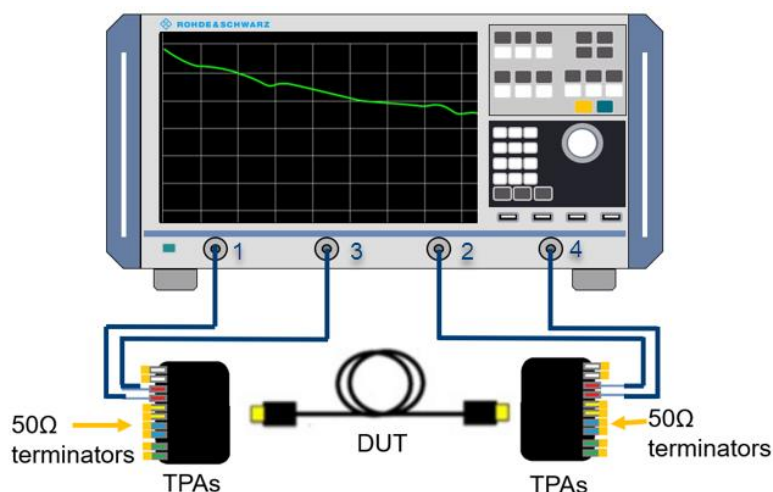 ROHDE&SCHWARZ
1 3 2 4
50Ω
terminators
TPAs
DUT
50Ω
terminators
TPAs